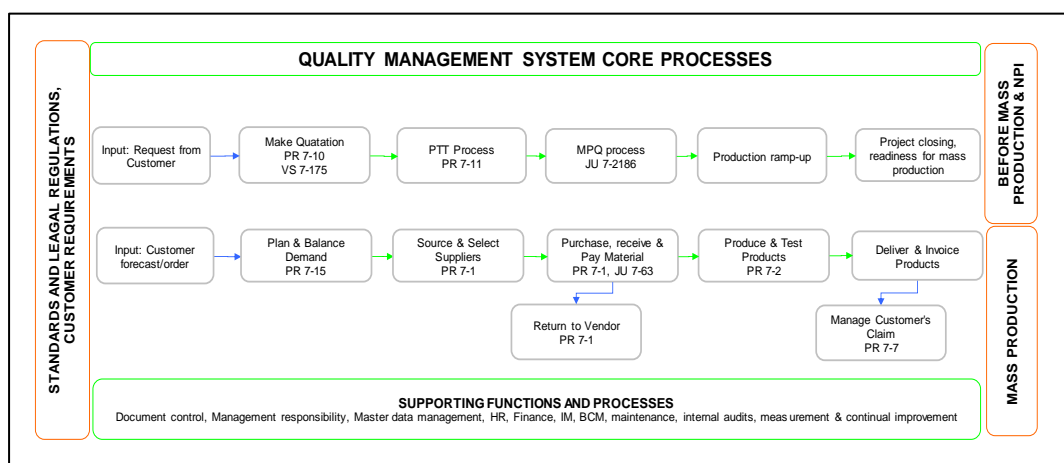 QUALITY MANAGEMENT SYSTEM CORE PROCESSES
STANDARDS AND LEAGAL REGULATIONS,
CUSTOMER REQUIREMENTS
BEFORE MASS
PRODUCTION & NPI
Input: Request from
Customer
Make Quatation
PR 7-10
VS 7-175
PTT Process
PR 7-11
MPQ process
JU 7-2186
Production ramp-up
Project closing,
readiness for mass
production
Input: Customer
forecast/order
Plan & Balance
Demand
PR 7-15
Source & Select
Suppliers
PR 7-1
Purchase, receive &
Pay Material
PR 7-1, JU 7-63
Produce & Test
Products
PR 7-2
Deliver & Invoice
Products
Return to Vendor
PR 7-1
Manage Customer's
Claim
PR 7-7
MASS PRODUCTION
SUPPORTING FUNCTIONS AND PROCESSES
Document control, Management responsibility, Master data management, HR, Finance, IM, BCM, maintenance, internal audits, measurement & continual improvement